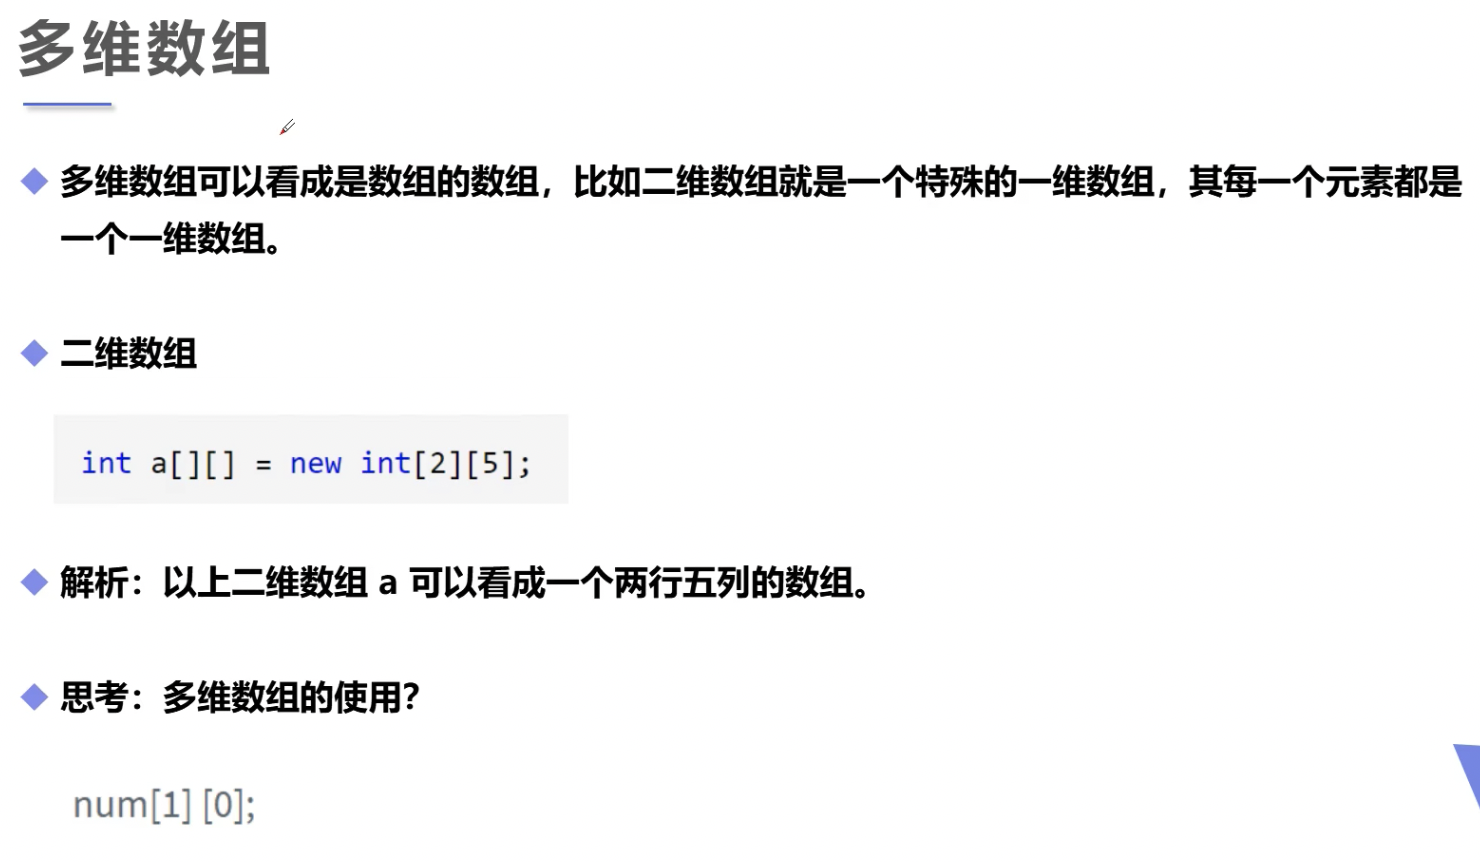 多维数组
多维数组可以看成是数组的数组，比如二维数组就是一个特殊的一维数组，其每一个元素都是
一个一维数组。
二维数组
int a[][] = new int[2][5];
解析：以上二维数组 a 可以看成一个两行五列的数组。
思考：多维数组的使用?
num[1] [0];